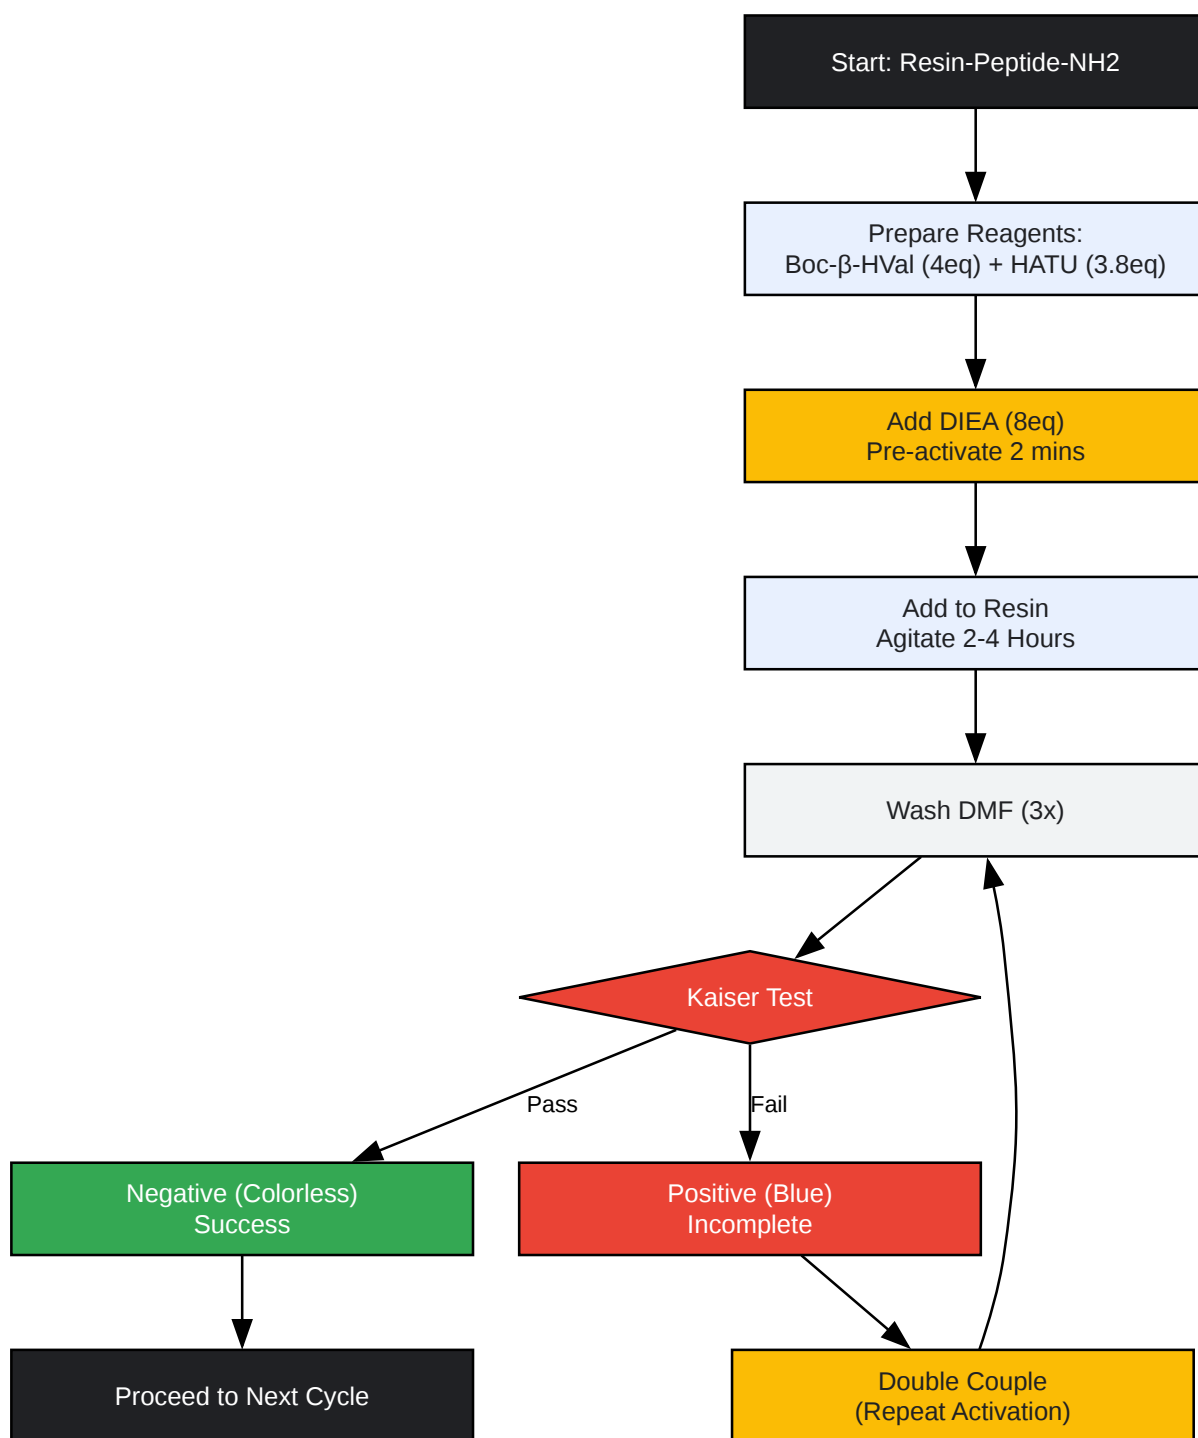 Start: Resin-Peptide-NH2
Prepare Reagents:
Boc-β-HVal (4eq) + HATU (3.8eq)
Add DIEA (8eq)
Pre-activate 2 mins
Add to Resin
Agitate 2-4 Hours
Wash DMF (3x)
Kaiser Test
Pass
Fail
Negative (Colorless)
Success
Positive (Blue)
Incomplete
Proceed to Next Cycle
Double Couple
(Repeat Activation)